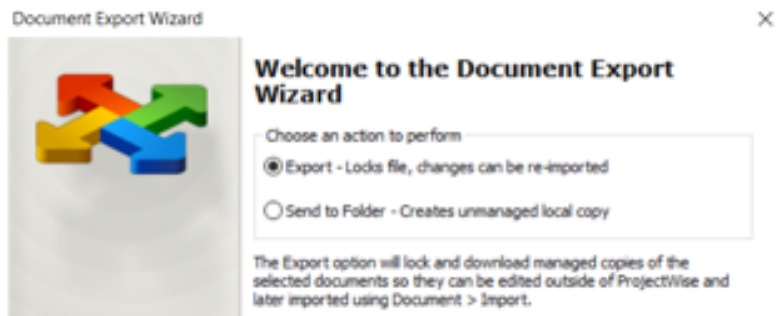 Document Export Wizard
Welcome to the Document Export
Wizard
Choose an action to perform
Export - Locks file, changes can be re-imported
Send to Folder - Creates unmanaged local copy
The Export option will lock and download managed copies of the
selected documents so they can be edited outside of ProjectWise and
later imported using Document > Import.